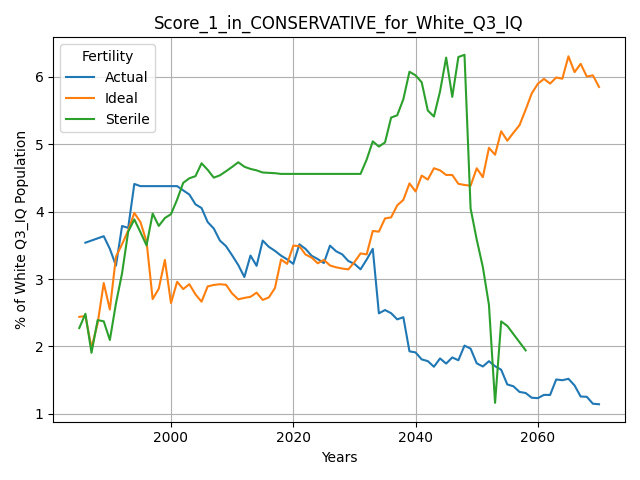 Score_1_in_CONSERVATIVE_for_White_Q3_IQ
Fertility
Actual
Ideal
Sterile
% of White Q3_IQ Population
6
5
4
3
2
1
2000
2020
2040
2060
Years